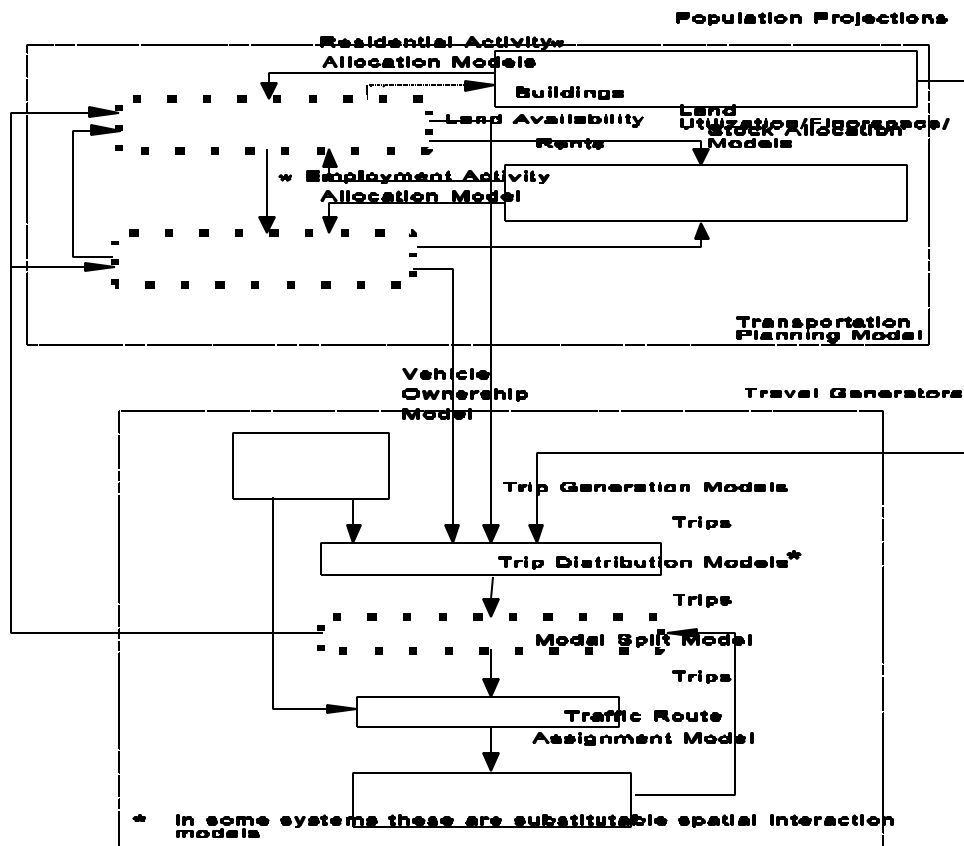 Population Projections
Residential Activity*
Allocation Models
Buildings
Land Availability
Land
Utilization/Floorspace/
Stock Allocation
Models
Rents
* Employment Activity
Allocation Model
Transportation
Planning Model
Vehicle
Ownership
Model
Travel Generators
Trip Generation Models
Trips
Trip Distribution Models*
Trips
Modal Split Model
Trips
Traffic Route
Assignment Model
* In some systems these are substitutable spatial interaction
models